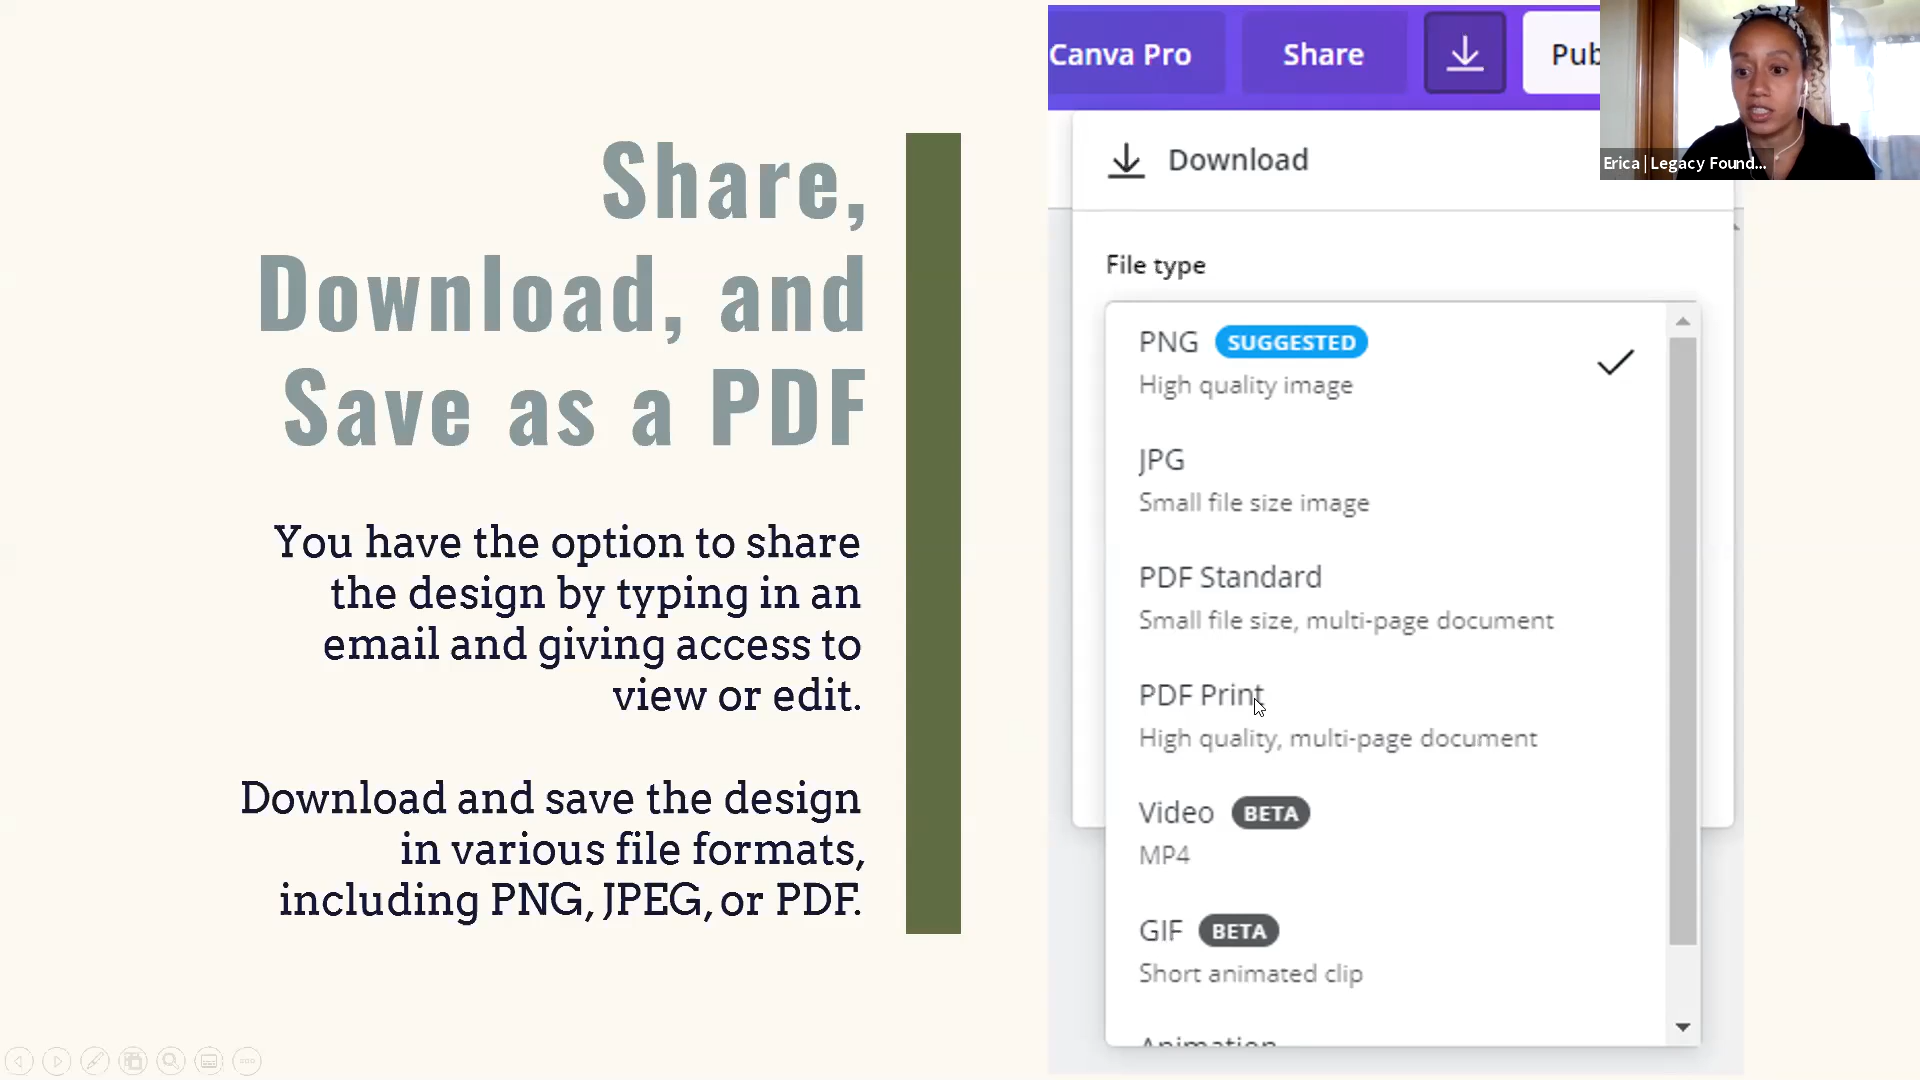 Share,
Download, and
Save as a PDF
You have the option to share
the design by typing in an
email and giving access to
view or edit.
Download and save the design
in various file formats,
including PNG, JPEG, or PDF.
Canva Pro
Share
Pub
Download
File type
PNG SUGGESTED
High quality image
JPG
Small file size image
PDF Standard
Small file size, multi-page document
PDF Print
High quality, multi-page document
Video BETA
MP4
GIF BETA
Short animated clip
Animation
Erica | Legacy Found...